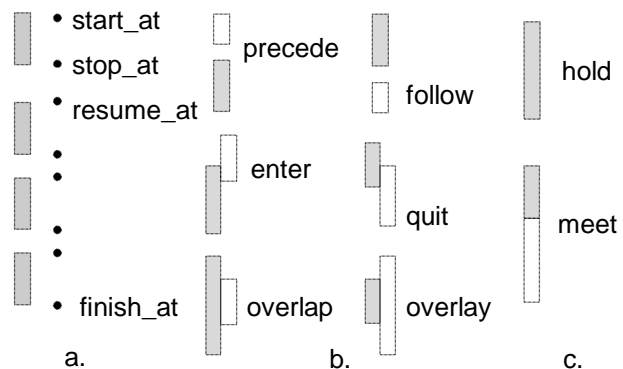 start_at
stop_at
resume_at
finish_at
a.
precede
follow
enter
quit
overlap
overlay
b.
hold
meet
c.